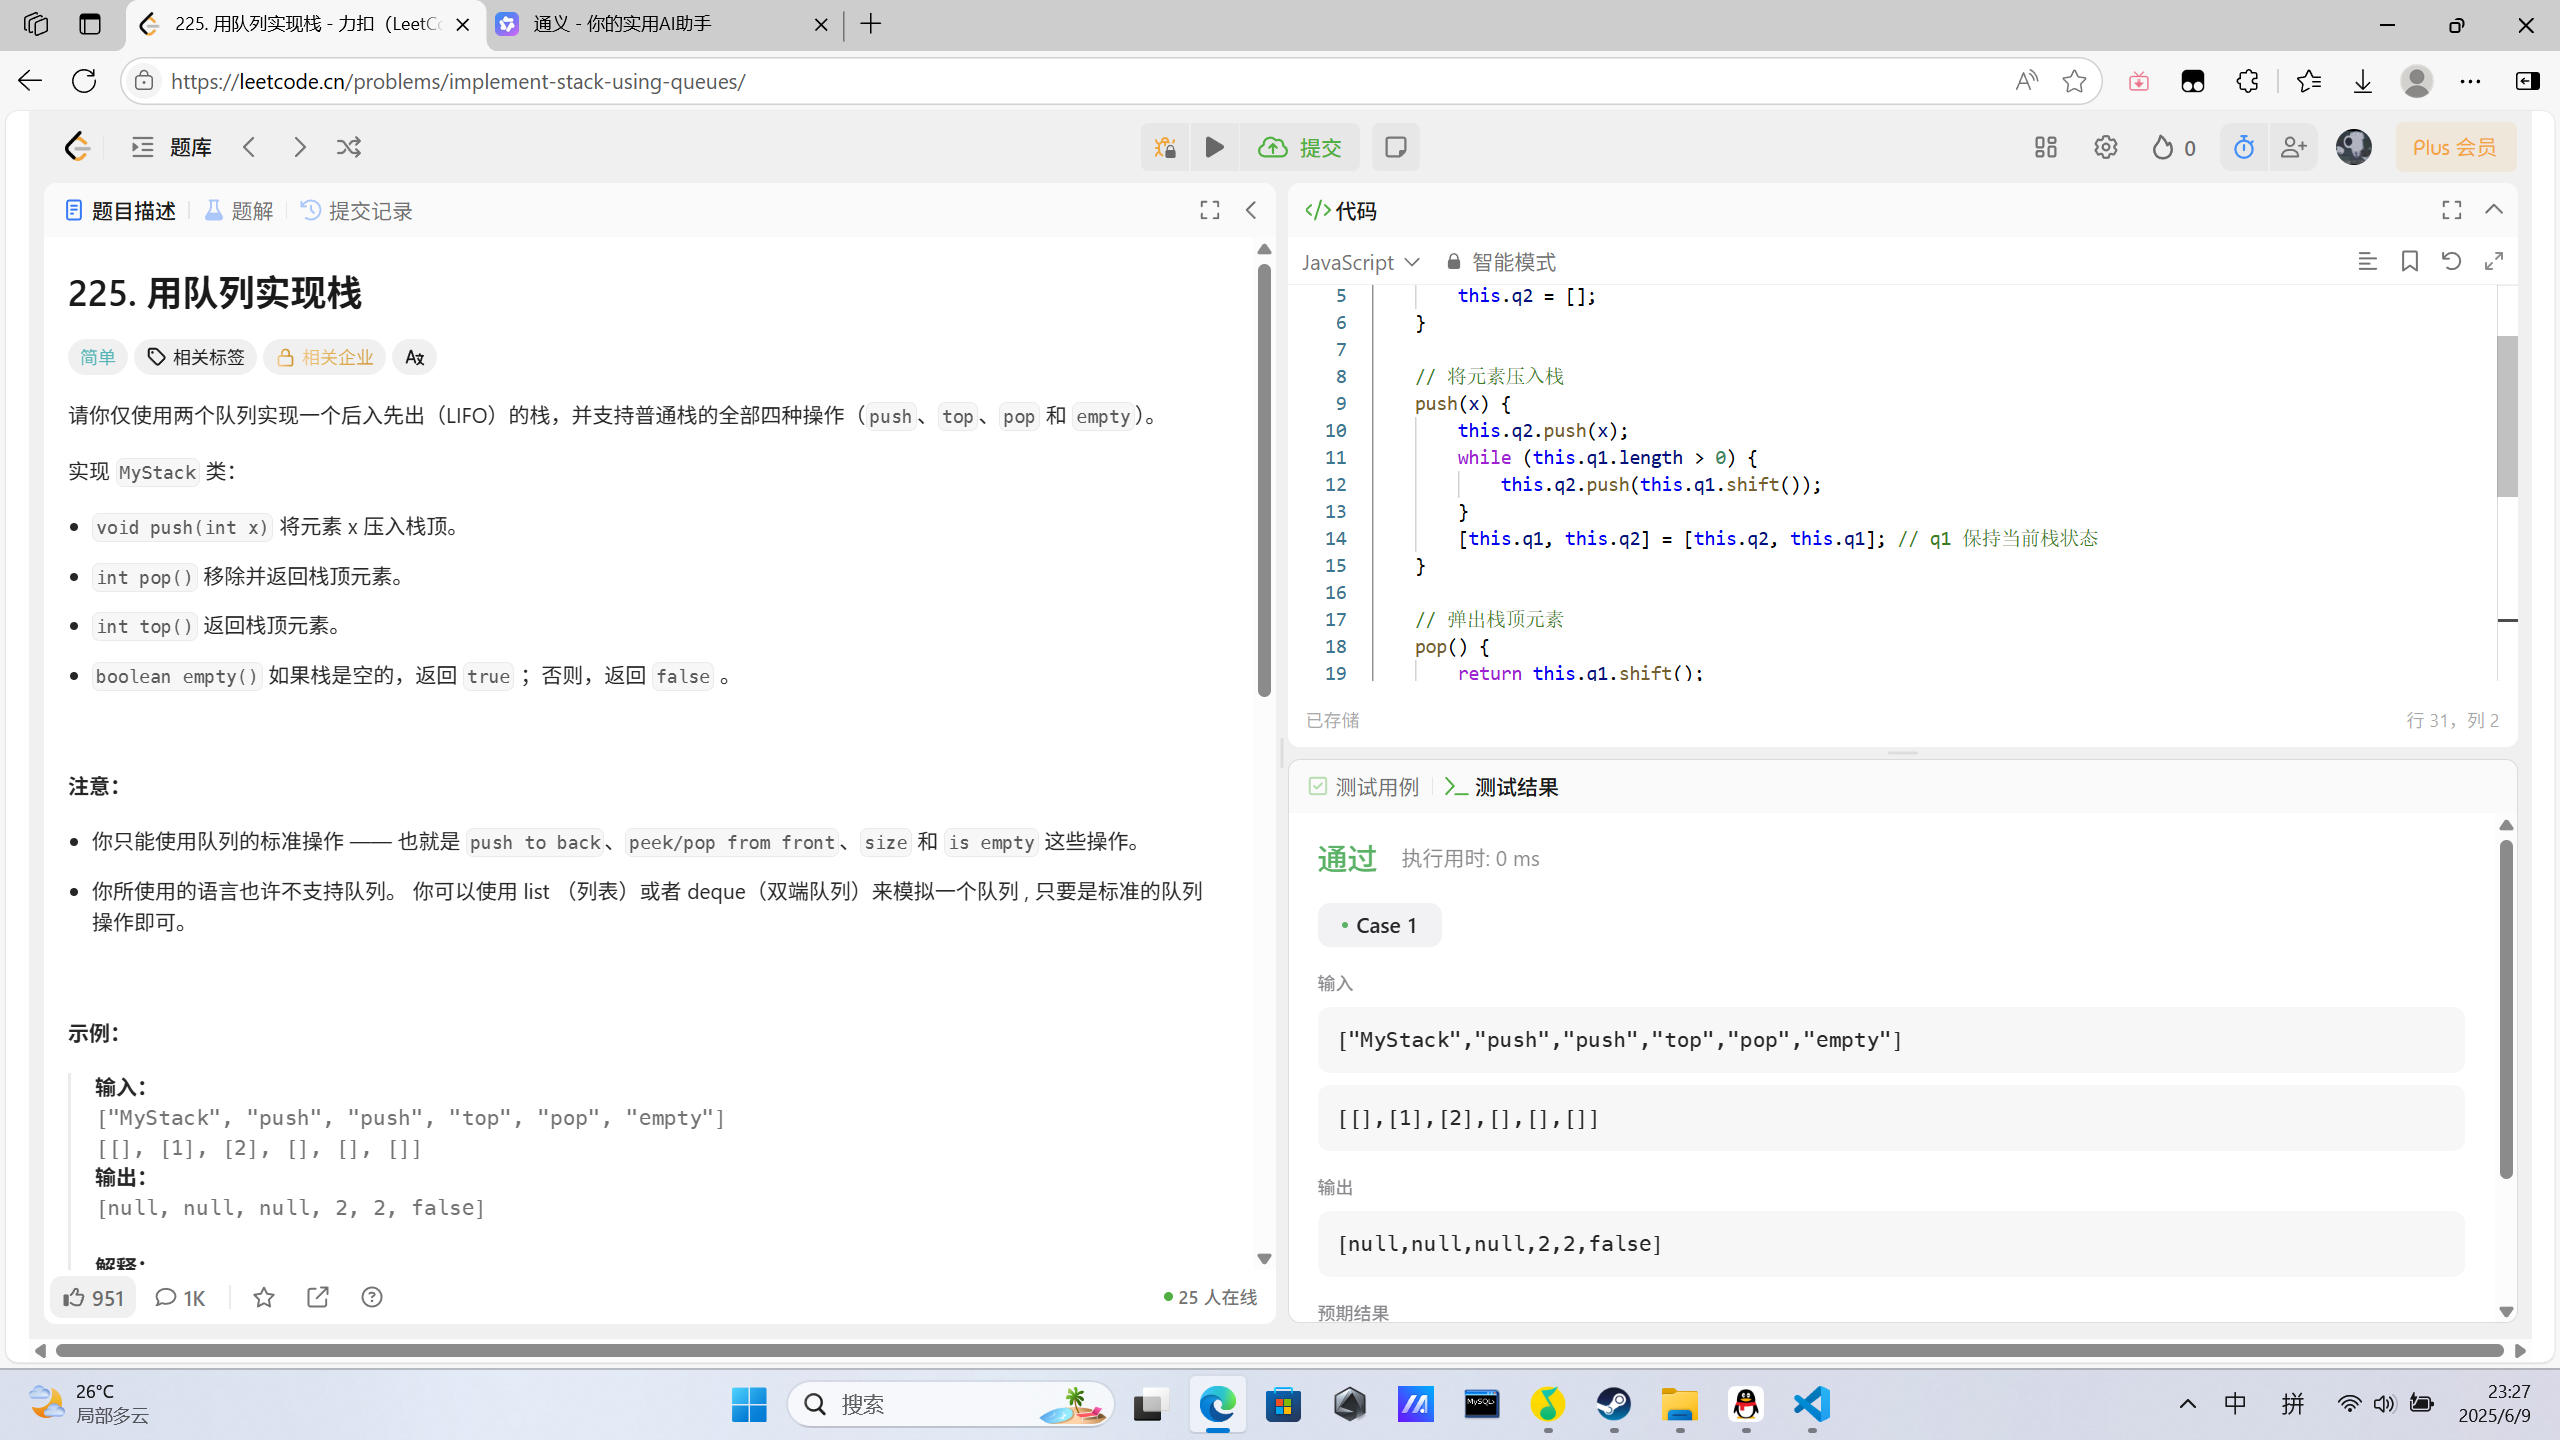 225. 用队列实现栈 - 力扣（LeetC
通义 - 你的实用AI助手
https://leetcode.cn/problems/implement-stack-using-queues/
题库
提交
0
Plus 会员
题目描述
题解
提交记录
225. 用队列实现栈
简单
相关标签
相关企业
请你仅使用两个队列实现一个后入先出（LIFO）的栈，并支持普通栈的全部四种操作（push、top、pop 和 empty）。
实现 MyStack 类：
void push(int x) 将元素 x 压入栈顶。
int pop() 移除并返回栈顶元素。
int top() 返回栈顶元素。
boolean empty() 如果栈是空的，返回 true ；否则，返回 false 。
注意：
你只能使用队列的标准操作 —— 也就是 push to back、peek/pop from front、size 和 is empty 这些操作。
你所使用的语言也许不支持队列。 你可以使用 list （列表）或者 deque（双端队列）来模拟一个队列 , 只要是标准的队列
操作即可。
示例：
输入：
["MyStack", "push", "push", "top", "pop", "empty"]
[[], [1], [2], [], [], []]
输出：
[null, null, null, 2, 2, false]
解释：
951
1K
25 人在线
代码
JavaScript
智能模式
5 this.q2 = [];
6 }
7
8 // 将元素压入栈
9 push(x) {
10 this.q2.push(x);
11 while (this.q1.length > 0) {
12 this.q2.push(this.q1.shift());
13 }
14 [this.q1, this.q2] = [this.q2, this.q1]; // q1 保持当前栈状态
15 }
16
17 // 弹出栈顶元素
18 pop() {
19 return this.q1.shift();
已存储
行 31，列 2
测试用例
测试结果
通过
执行用时: 0 ms
Case 1
输入
["MyStack","push","push","top","pop","empty"]
[[],[1],[2],[],[],[]]
输出
[null,null,null,2,2,false]
预期结果
26°C
局部多云
搜索
中
拼
23:27
2025/6/9